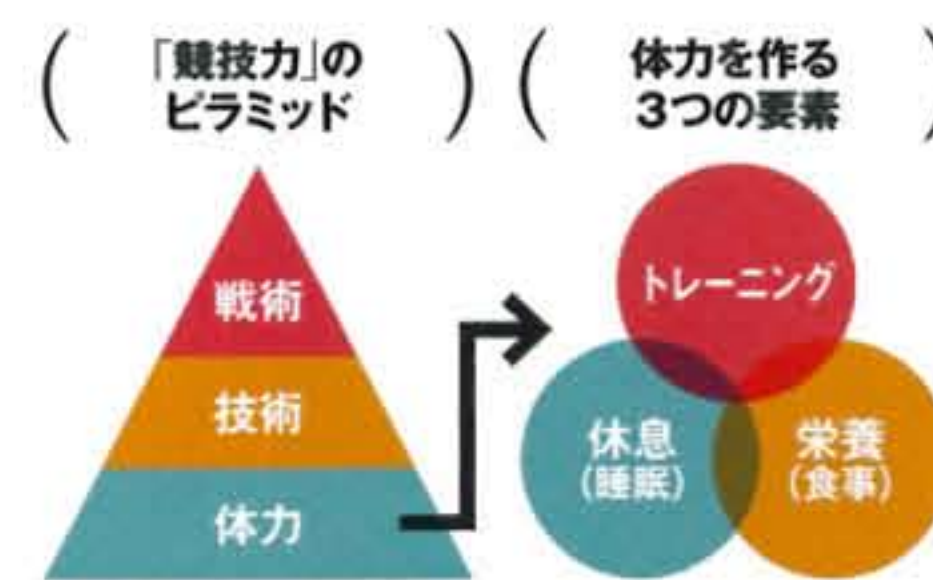 「競技力」の
ピラミッド
体力を作る
3つの要素
戦術
技術
体力
トレーニング
休息
(睡眠)
栄養
(食事)